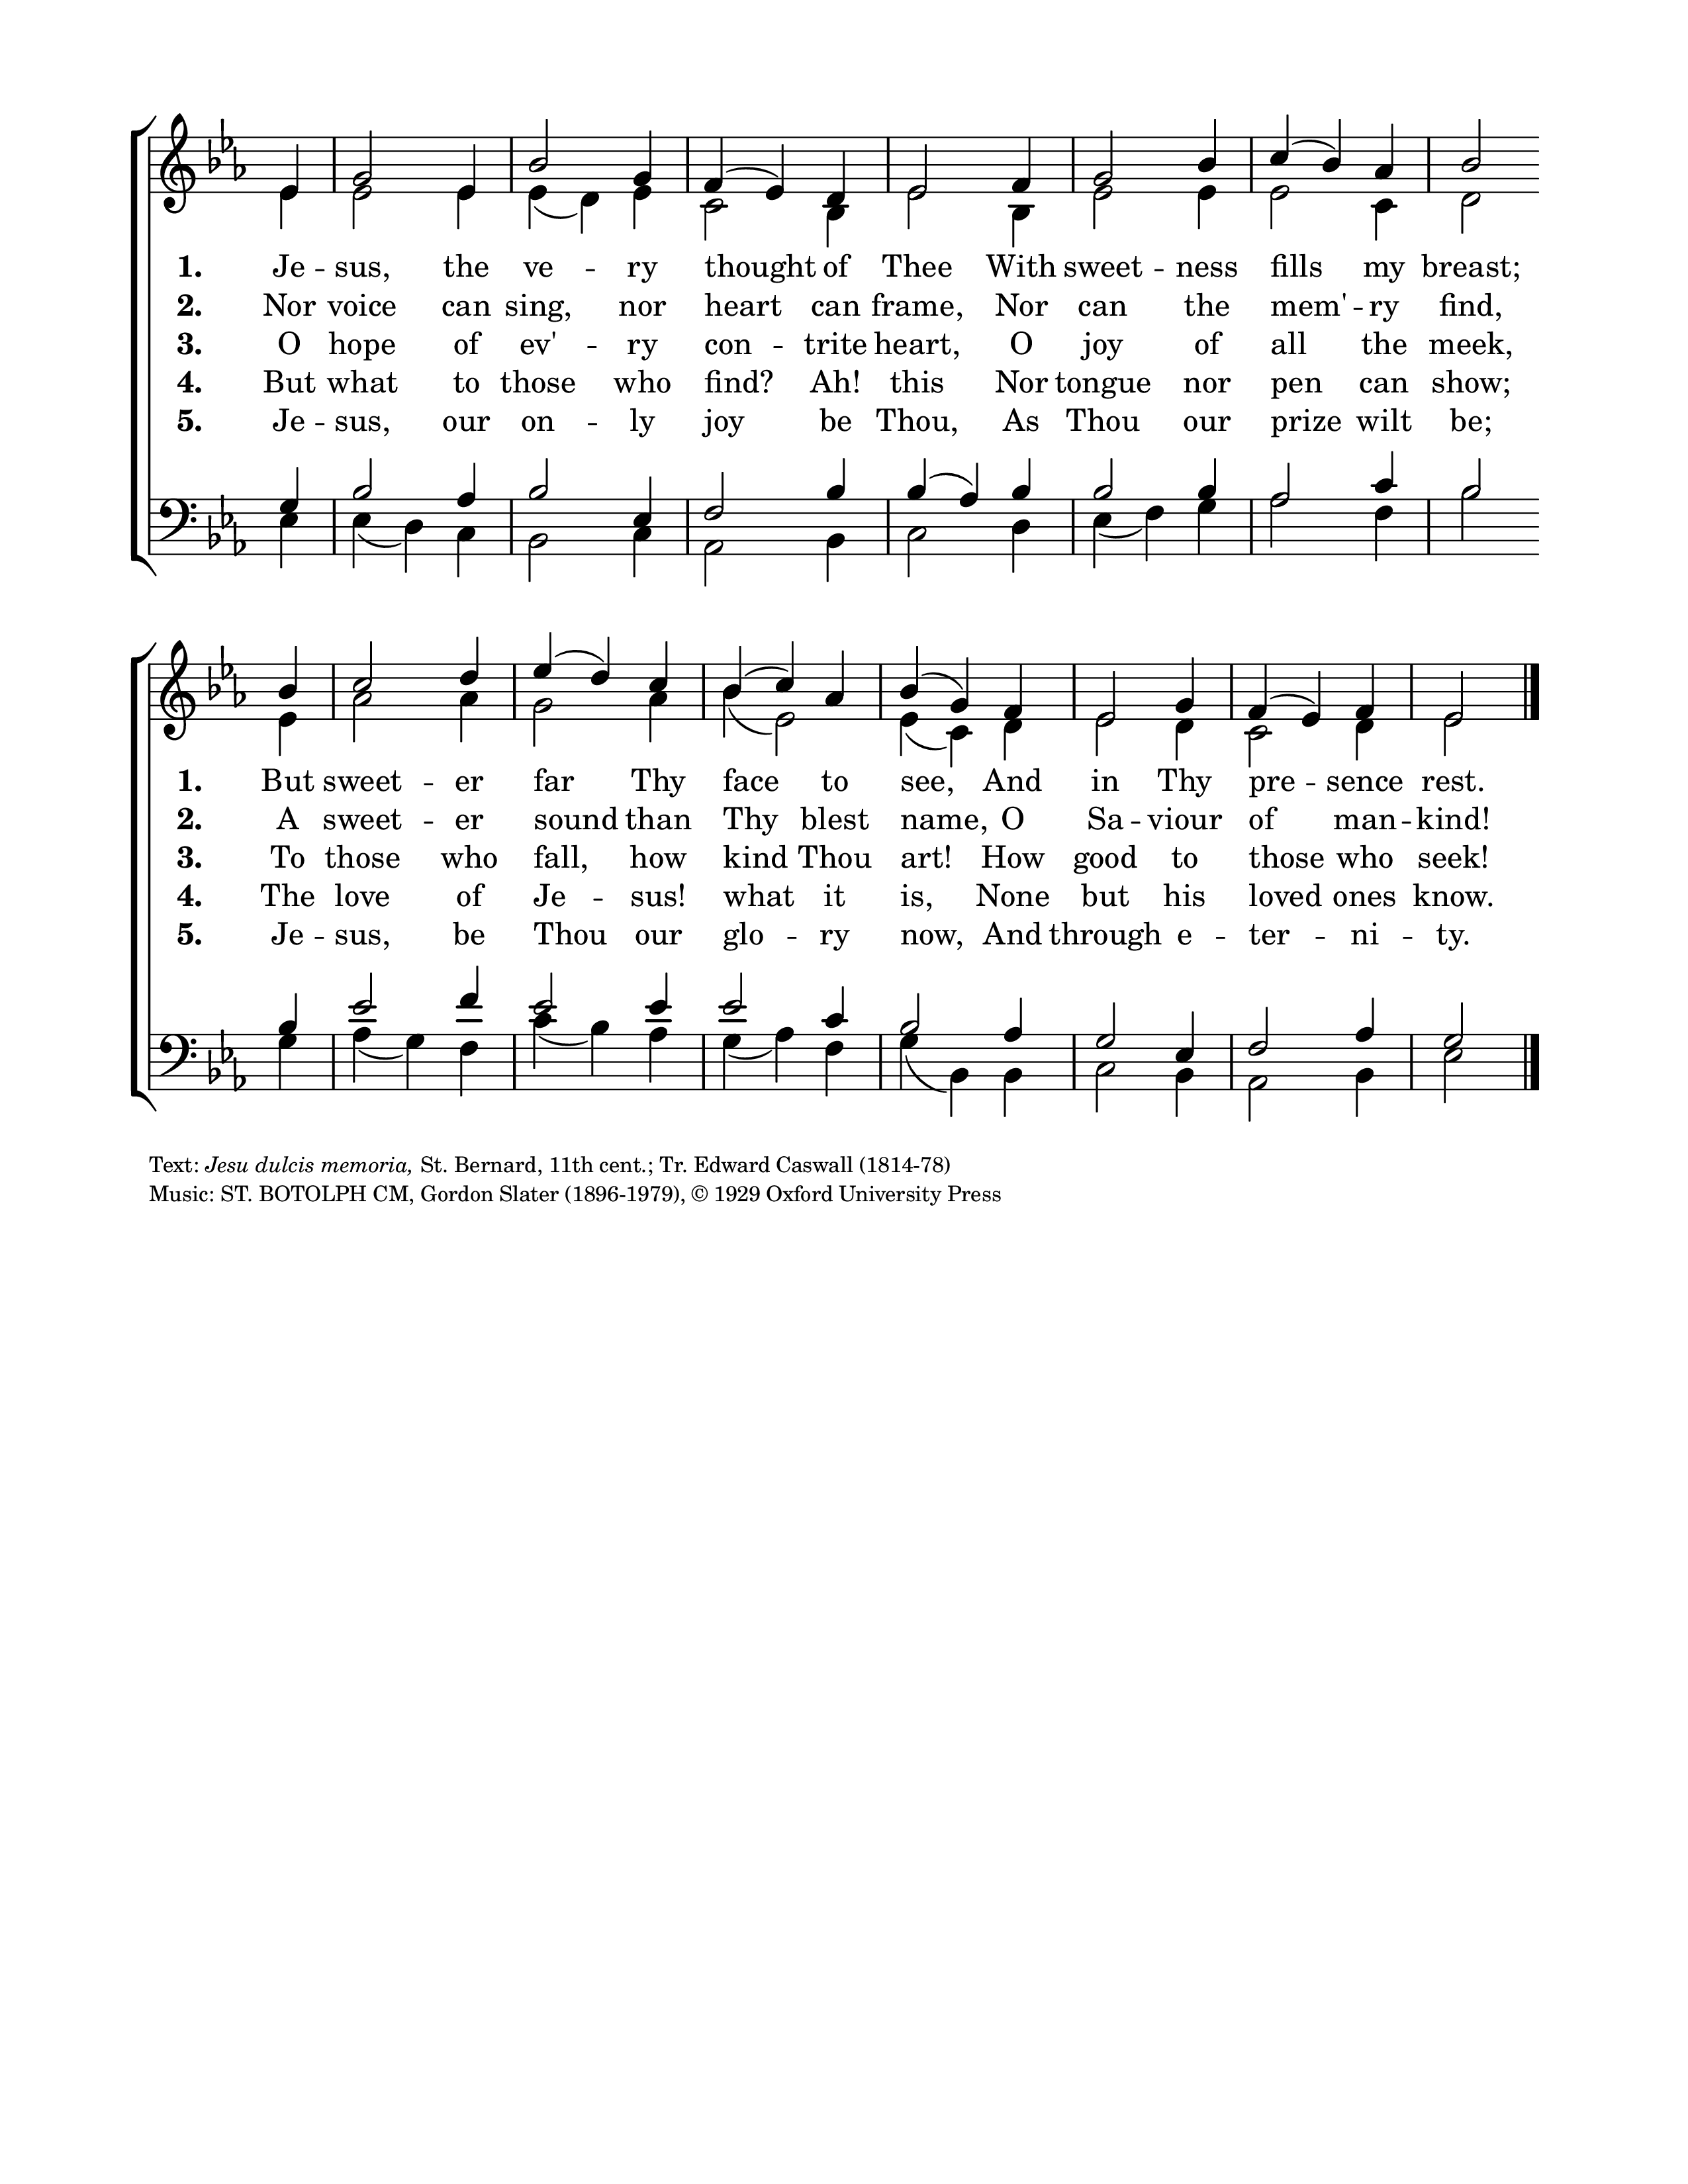 1. Je -- sus, the ve -- ry thought of Thee With sweet -- ness fills my breast;
2. Nor voice can sing, nor heart can frame, Nor can the mem' -- ry find,
3. O hope of ev' -- ry con -- trite heart, O joy of all the meek,
4. But what to those who find? Ah! this Nor tongue nor pen can show;
5. Je -- sus, our on -- ly joy be Thou, As Thou our prize wilt be;
1. But sweet -- er far Thy face to see, And in Thy pre -- sence rest.
2. A sweet -- er sound than Thy blest name, O Sa -- viour of man -- kind!
3. To those who fall, how kind Thou art! How good to those who seek!
4. The love of Je -- sus! what it is, None but his loved ones know.
5. Je -- sus, be Thou our glo -- ry now, And through e -- ter -- ni -- ty.
Text: Jesu dulcis memoria, St. Bernard, 11th cent.; Tr. Edward Caswall (1814-78)
Music: ST. BOTOLPH CM, Gordon Slater (1896-1979), © 1929 Oxford University Press